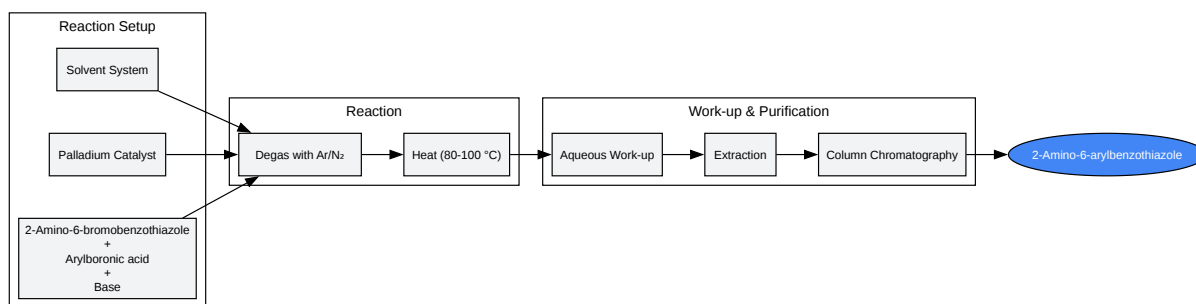 Reaction Setup
Solvent System
Palladium Catalyst
2-Amino-6-bromobenzothiazole
+
Arylboronic acid
+
Base
Reaction
Degas with Ar/N₂
Heat (80-100 °C)
Work-up & Purification
Aqueous Work-up
Extraction
Column Chromatography
2-Amino-6-arylbenzothiazole